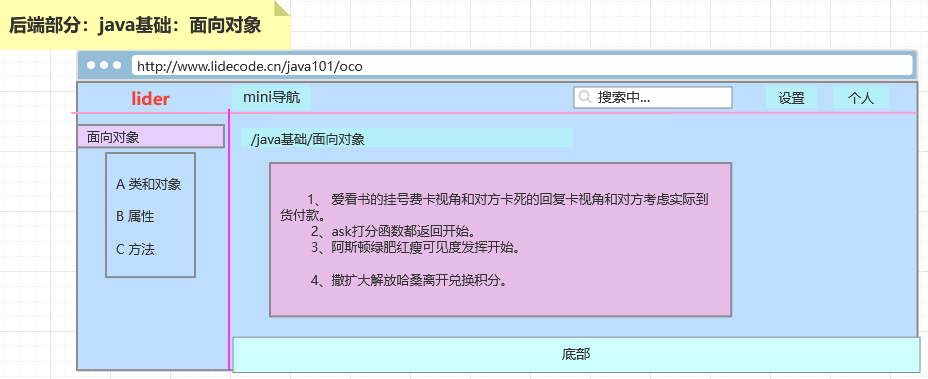 后端部分：java基础：面向对象
http://www.lidecode.cn/java101/oco
lider
mini导航
搜索中...
设置
个人
面向对象
/java基础/面向对象
A 类和对象
B 属性
C 方法
1、 爱看书的挂号费卡视角和对方卡死的回复卡视角和对方考虑实际到
货付款。
2、ask打分函数都返回开始。
3、阿斯顿绿肥红瘦可见度发挥开始。
4、撒扩大解放哈桑离开兑换积分。
底部